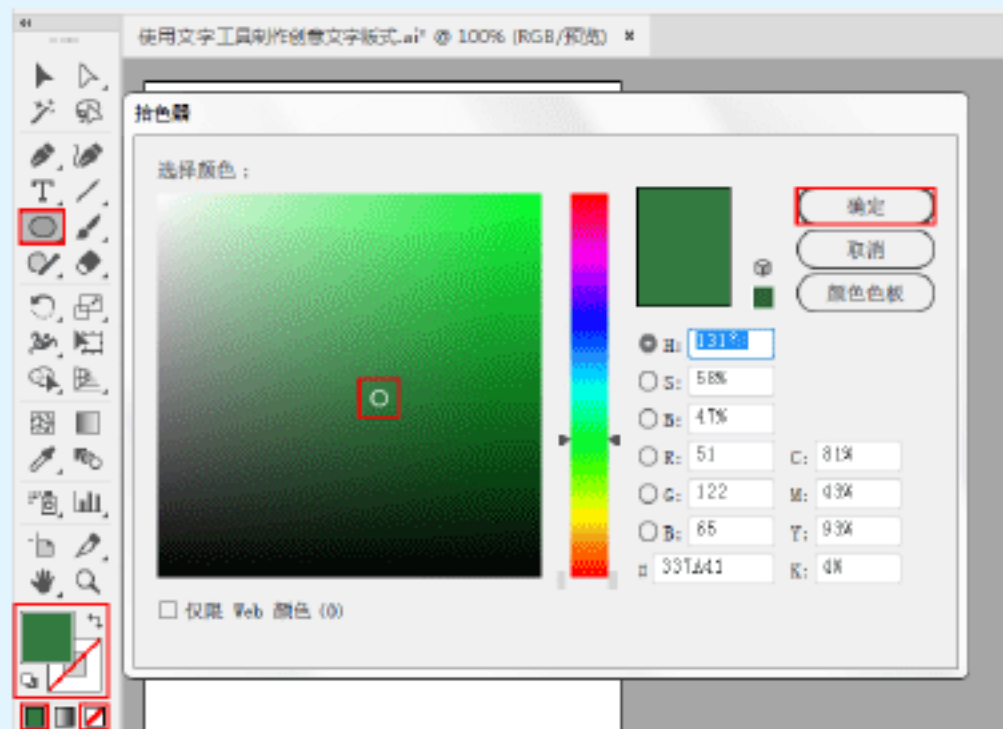 使用文字工具制作创意文字版式.ai* @ 100% (RGB/预览) ×
拾色器
选择颜色：
确定
取消
颜色色板
H: 131°
S: 58%
B: 47%
R: 51
C: 81%
G: 122
M: 43%
B: 65
Y: 93%
# 337A41
K: 4%
仅限 Web 颜色 (O)
T